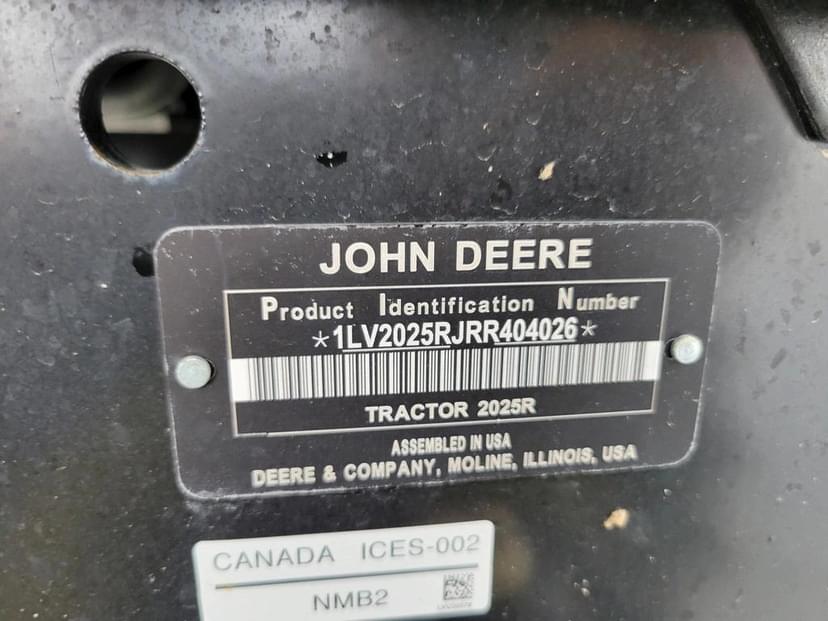 JOHN DEERE
Product Identification Number
*1LV2025RJRR404026*
TRACTOR 2025R
ASSEMBLED IN USA
DEERE & COMPANY, MOLINE, ILLINOIS, USA
CANADA ICES-002
NMB2